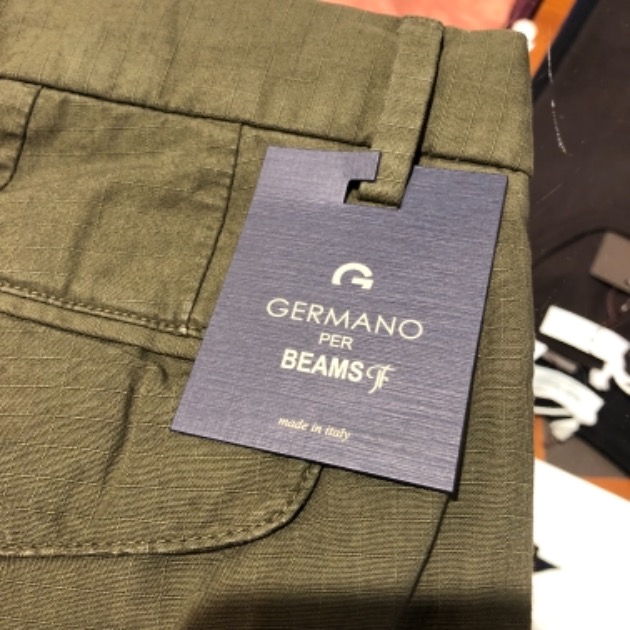 G
GERMANO
PER
BEAMS F
made in italy